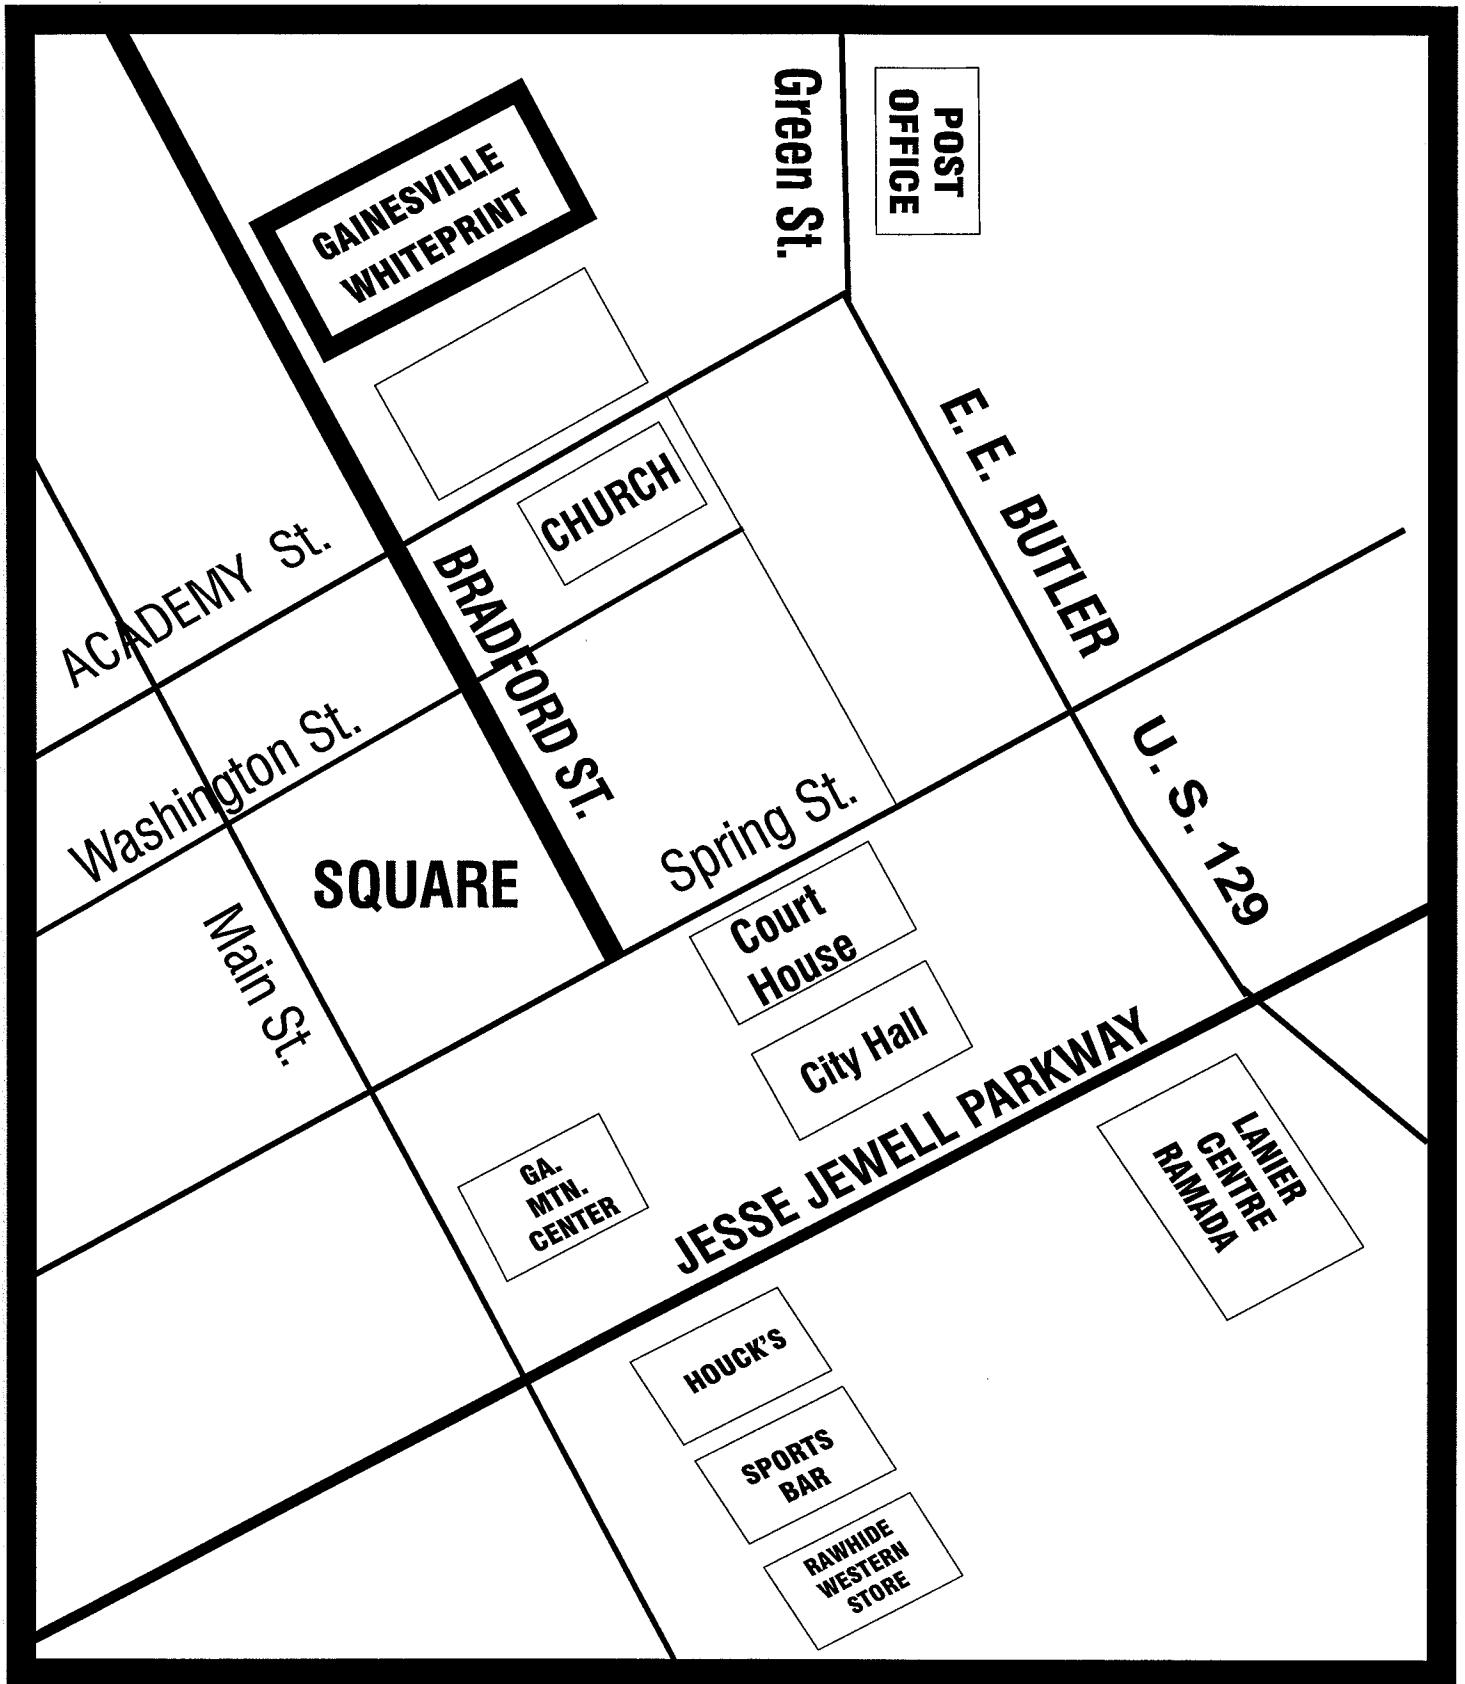 GAINESVILLE
WHITEPRINT
Green St.
POST
OFFICE
E. E. BUTLER
CHURCH
ACADEMY St.
BRADFORD ST.
Washington St.
U. S. 129
Spring St.
SQUARE
Main St.
Court
House
City Hall
JESSE JEWELL PARKWAY
GA.
MTN.
CENTER
LANIER
CENTRE
RAMADA
HOUCK'S
SPORTS
BAR
RAWHIDE
WESTERN
STORE